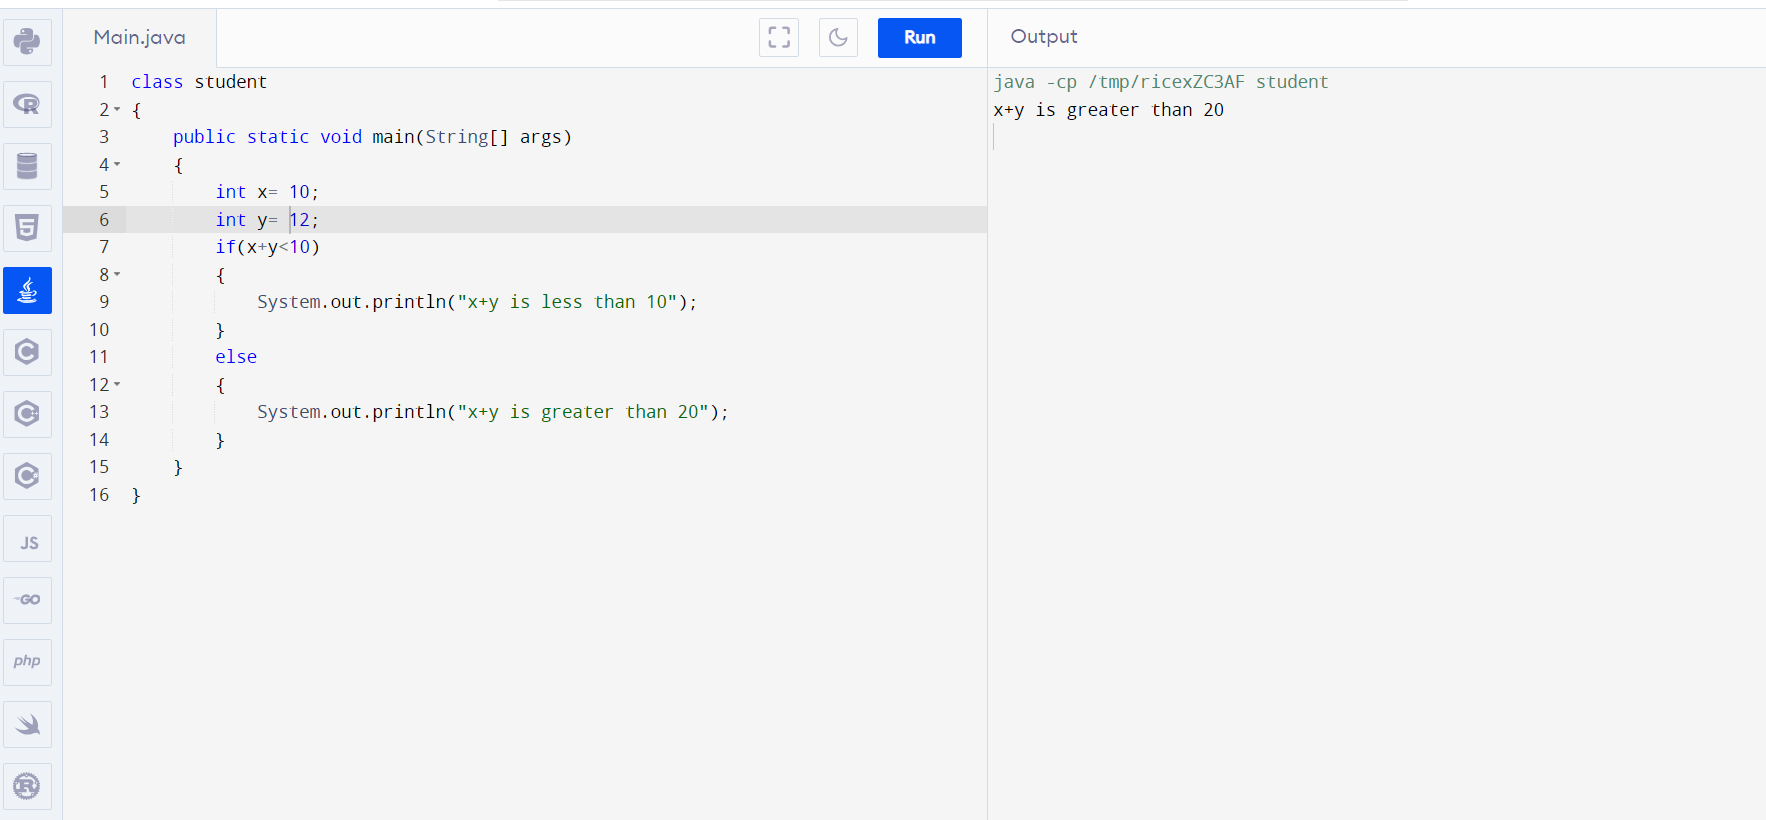 Main.java
Run
Output
1 class student
2 {
3 public static void main(String[] args)
4 {
5 int x= 10;
6 int y= 12;
7 if(x+y<10)
8 {
9 System.out.println("x+y is less than 10");
10 }
11 else
12 {
13 System.out.println("x+y is greater than 20");
14 }
15 }
16 }
java -cp /tmp/ricexZC3AF student
x+y is greater than 20
R
5
C
C
C
JS
GO
php
R